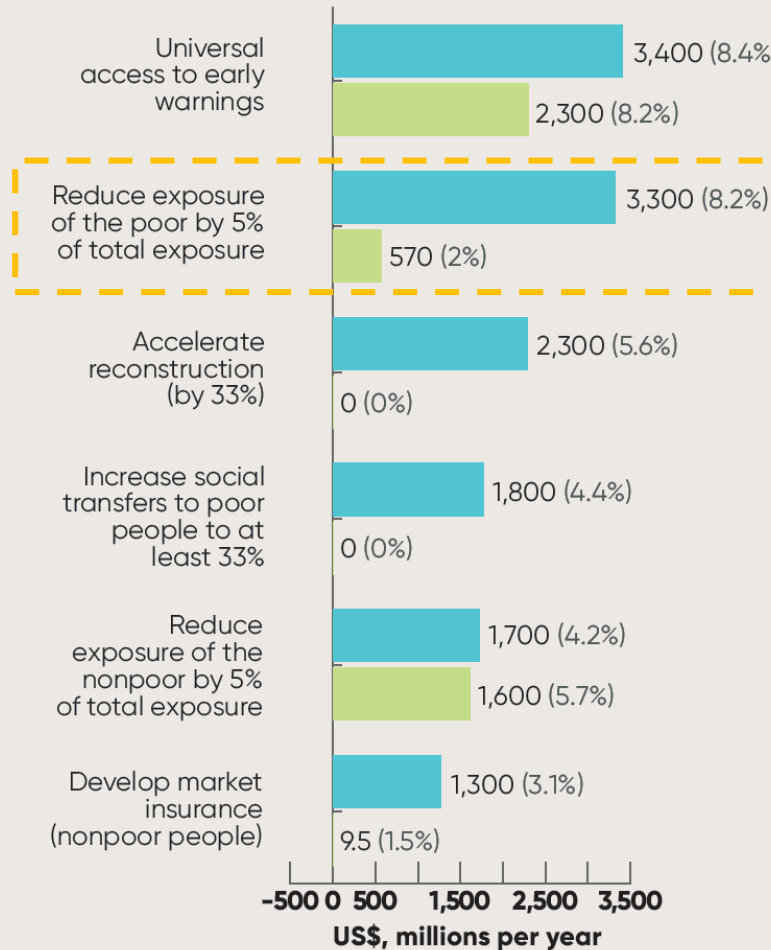 Universal
access to early
warnings
3,400 (8.4%
2,300 (8.2%)
Reduce exposure
of the poor by 5%
of total exposure
3,300 (8.2%)
570 (2%)
Accelerate
reconstruction
(by 33%)
2,300 (5.6%)
0 (0%)
Increase social
transfers to poor
people to at
least 33%
1,800 (4.4%)
0 (0%)
Reduce
exposure of the
nonpoor by 5%
of total exposure
1,700 (4.2%)
1,600 (5.7%)
Develop market
insurance
(nonpoor people)
1,300 (3.1%)
9.5 (1.5%)
-500 0 500 1,500 2,500 3,500
US$, millions per year